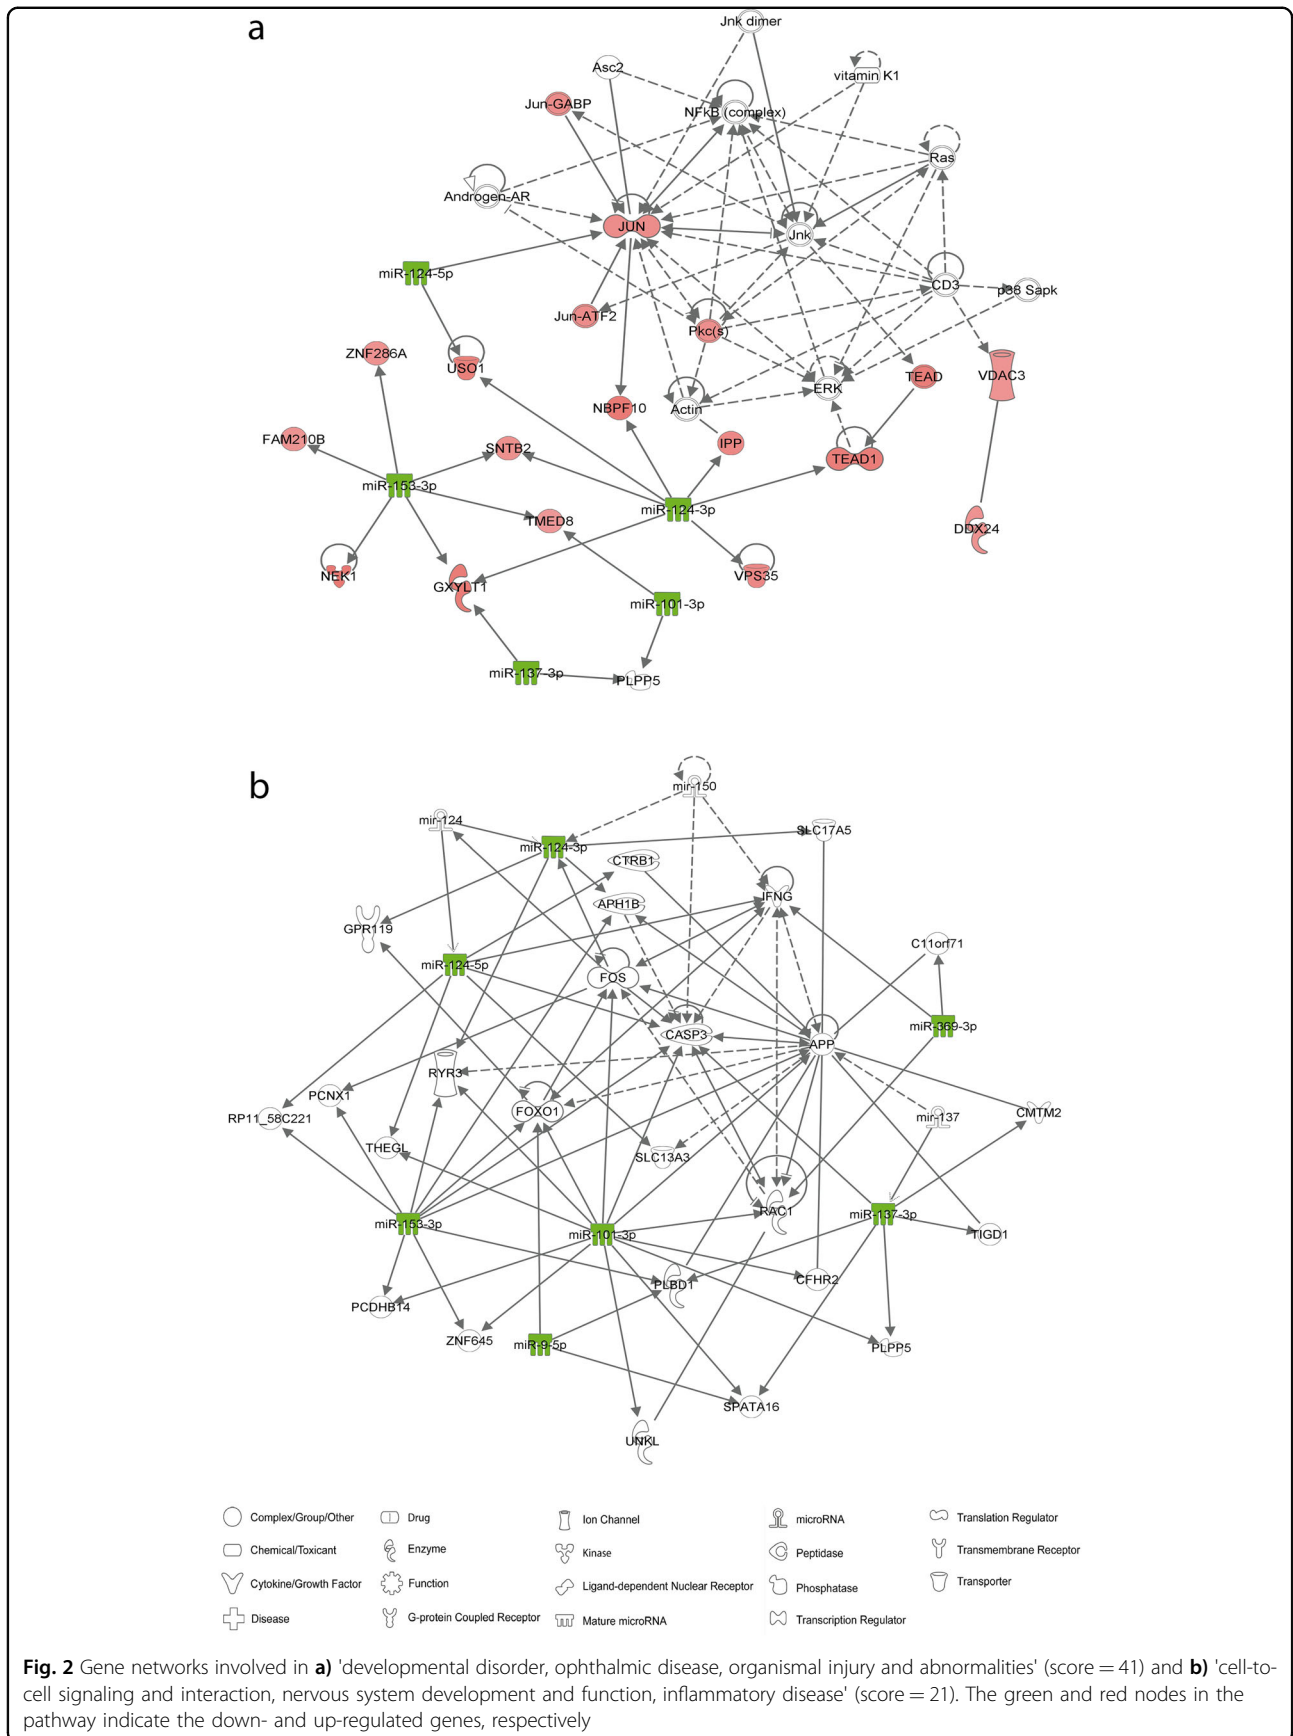 a
Jnk dimer
Asc2
vitamin K1
Jun-GABP
NFkB (complex)
Ras
Androgen-AR
JUN
Jnk
miR-124-5p
CD3
p38 Sapk
Jun-ATF2
Pkc(s)
ZNF286A
USO1
TEAD
VDAC3
ERK
NBPF10
Actin
FAM210B
SNTB2
IPP
TEAD1
miR-153-3p
miR-124-3p
TMED8
DDX24
NEK1
GXYLT1
VPS35
miR-101-3p
miR-137-3p
PLPP5
b
mir-150
mir-124
SLC17A5
miR-124-3p
CTRB1
APH1B
IFNG
GPR119
C11orf71
miR-124-5p
FOS
miR-369-3p
CASP3
APP
RYR3
PCNX1
FOXO1
RP11_58C221
mir-137
CMTM2
THEGL
SLC13A3
miR-153-3p
RAC1
miR-137-3p
miR-101-3p
TIGD1
PLBD1
CFHR2
PCDHB14
ZNF645
miR-9-5p
PLPP5
SPATA16
UNKL
Complex/Group/Other
Drug
Ion Channel
microRNA
Translation Regulator
Chemical/Toxicant
Enzyme
Kinase
Peptidase
Transmembrane Receptor
Cytokine/Growth Factor
Function
Ligand-dependent Nuclear Receptor
Phosphatase
Transporter
Disease
G-protein Coupled Receptor
Mature microRNA
Transcription Regulator
Fig. 2 Gene networks involved in a) 'developmental disorder, ophthalmic disease, organismal injury and abnormalities' (score = 41) and b) 'cell-to-
cell signaling and interaction, nervous system development and function, inflammatory disease' (score = 21). The green and red nodes in the
pathway indicate the down- and up-regulated genes, respectively